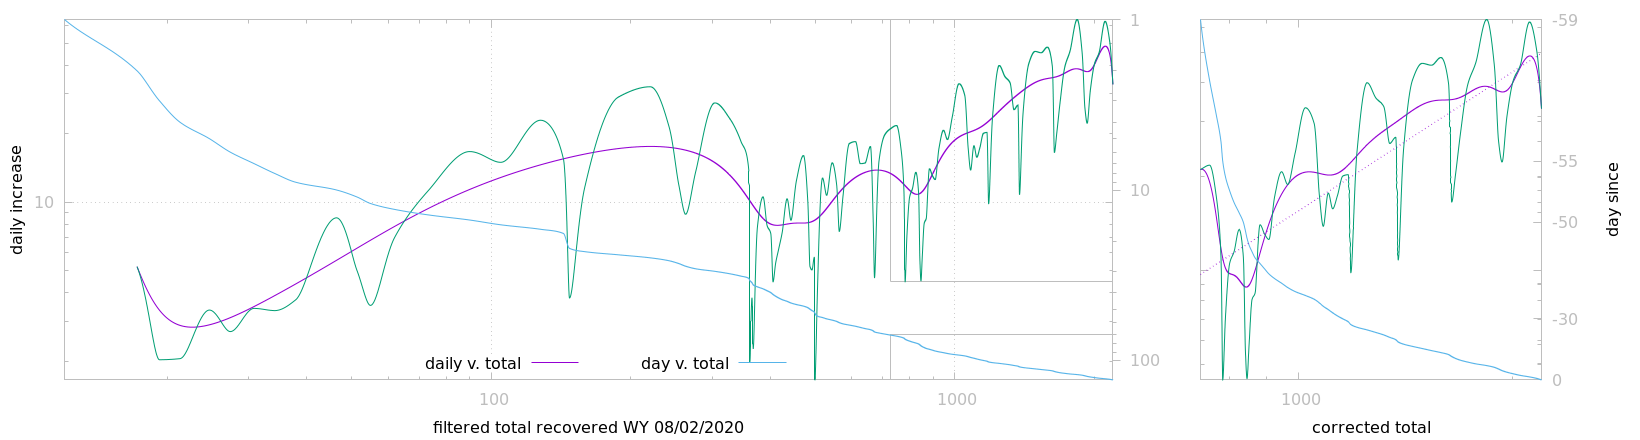 daily increase
10
1
10
100
daily v. total
day v. total
100
1000
filtered total recovered WY 08/02/2020
-59
-55
-50
-30
0
day since
1000
corrected total